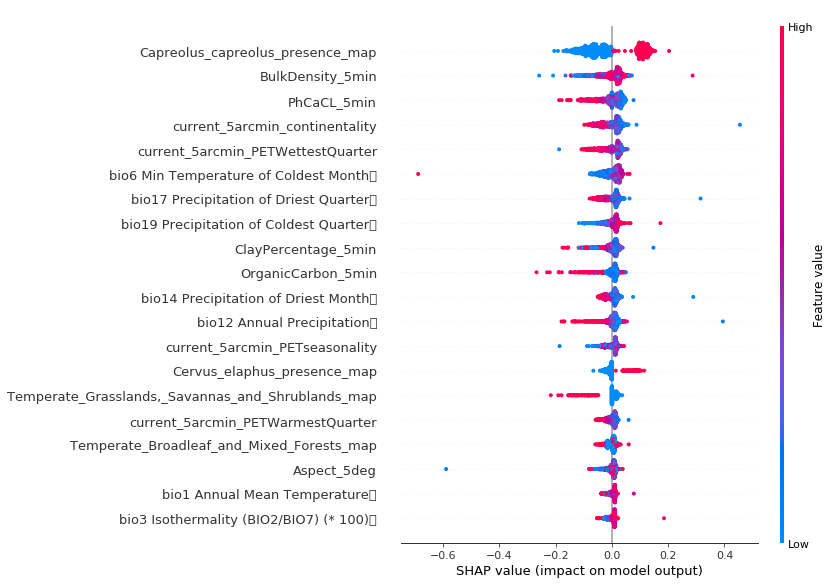 High
Capreolus_capreolus_presence_map
BulkDensity_5min
PhCaCL_5min
current_5arcmin_continentality
current_5arcmin_PETWettestQuarter
bio6 Min Temperature of Coldest Month▯
bio17 Precipitation of Driest Quarter▯
bio19 Precipitation of Coldest Quarter▯
ClayPercentage_5min
OrganicCarbon_5min
bio14 Precipitation of Driest Month▯
bio12 Annual Precipitation▯
current_5arcmin_PETseasonality
Cervus_elaphus_presence_map
Temperate_Grasslands,_Savannas_and_Shrublands_map
current_5arcmin_PETWarmestQuarter
Temperate_Broadleaf_and_Mixed_Forests_map
Aspect_5deg
bio1 Annual Mean Temperature▯
bio3 Isothermality (BIO2/BIO7) (* 100)▯
Feature value
Low
−0.6 −0.4 −0.2 0.0 0.2 0.4
SHAP value (impact on model output)